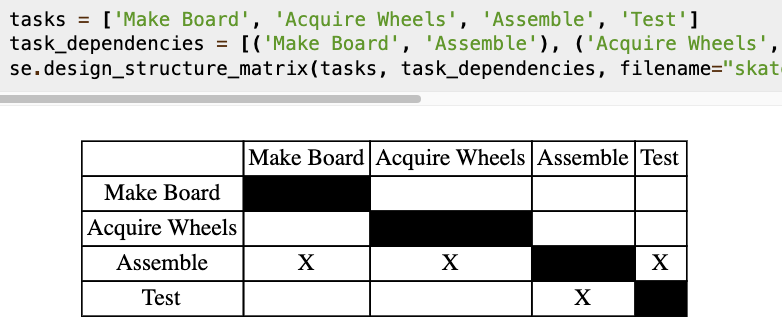 tasks = ['Make Board', 'Acquire Wheels', 'Assemble', 'Test']
task_dependencies = [('Make Board', 'Assemble'), ('Acquire Wheels',
se.design_structure_matrix(tasks, task_dependencies, filename="skat
Make Board Acquire Wheels Assemble Test
Make Board
Acquire Wheels
Assemble X X X
Test X